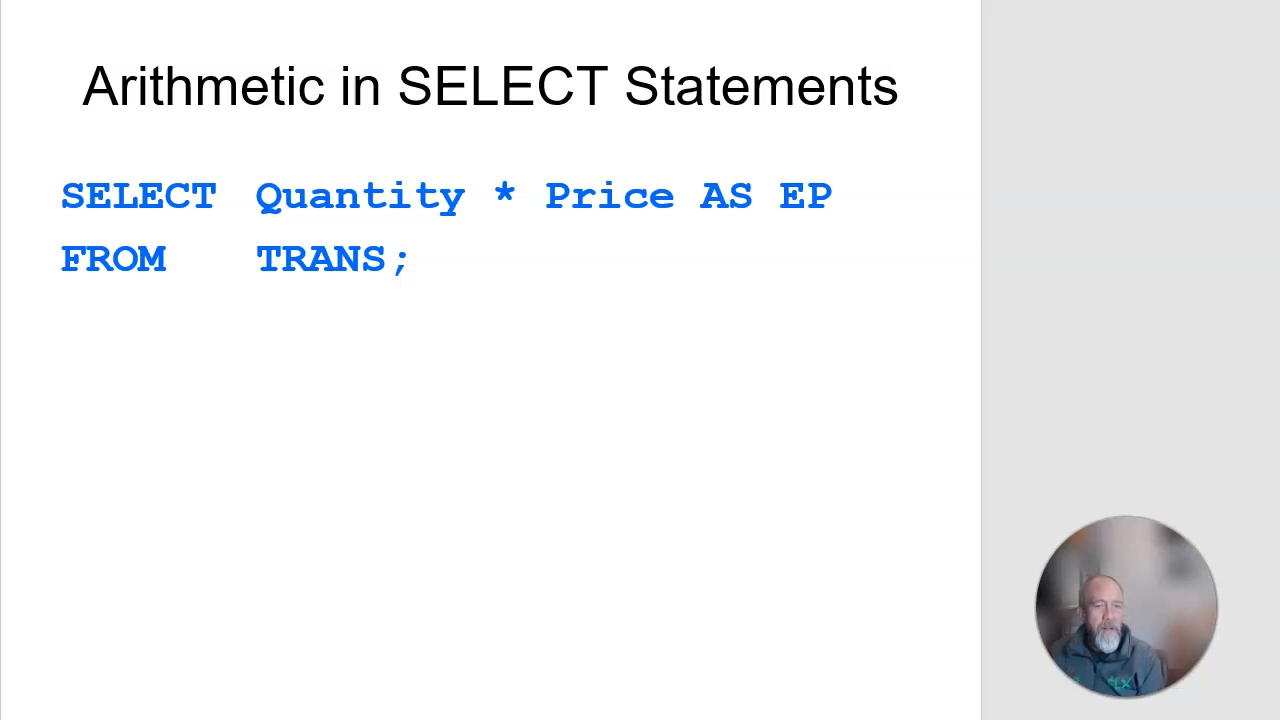 Arithmetic in SELECT Statements
SELECT Quantity * Price AS EP
FROM TRANS;